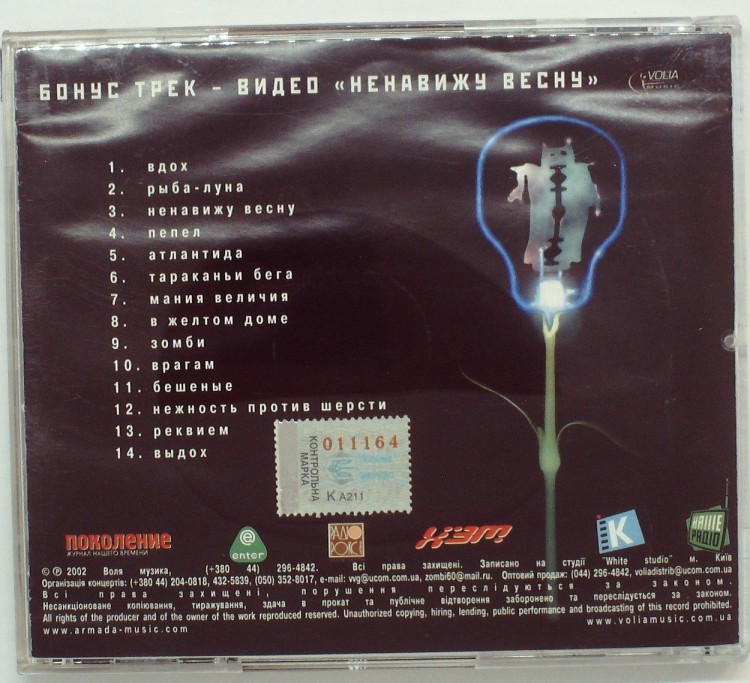 БОНУС ТРЕК - ВИДЕО «НЕНАВИЖУ ВЕСНУ»
VOLIA
MUSIC
1. вдох
2. рыба-луна
3. ненавижу весну
4. пепел
5. атлантида
6. тараканьи бега
7. мания величия
8. в желтом доме
9. зомби
10. врагам
11. бешеные
12. нежность против шерсти
13. реквием
14. выдох
КОНТРОЛЬНА
МАРКА
011164
К А211
поколение
ЖУРНАЛ НАШЕГО ВРЕМЕНИ
@
enter
РАДІО
РОКС
К
НАШЕ
РАДІО
© ℗ 2002 Воля музика, (+380 44) 296-4842. Всі права захищені. Записано на студії "White studio" м. Київ
Організація концертів: (+380 44) 204-0818, 432-5839, (050) 352-8017, e-mail: vvg@ucom.com.ua, zombi60@mail.ru. Оптовий продаж: (044) 296-4842, voliadistrib@ucom.com.ua
Всі права захищені, порушення переслідуються за законом.
Несанкціоноване копіювання, тиражування, здача в прокат та публічне відтворення заборонено та переслідується за законом.
All rights of the producer and of the owner of the work reproduced reserved. Unauthorized copying, hiring, lending, public performance and broadcasting of this record prohibited.
www.armada-music.com
www.voliamusic.com.ua